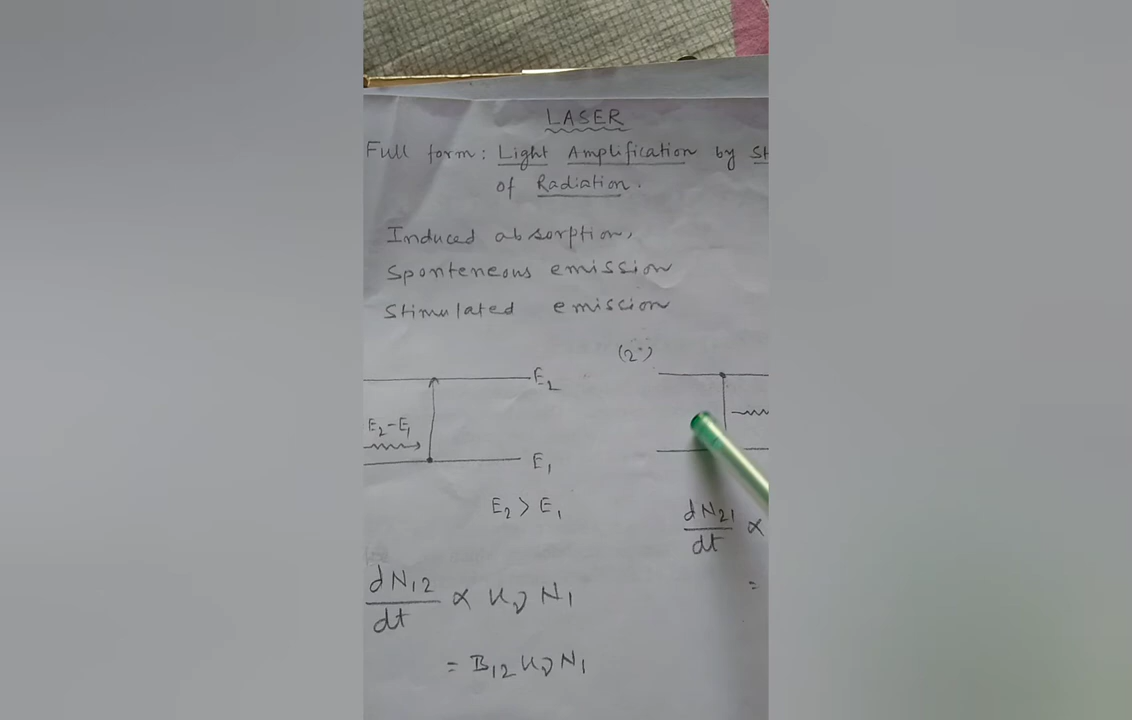 LASER
Full form: Light Amplification by St
of Radiation.
Induced absorption,
Sponteneous emission
Stimulated emission
(2)
E2
E2-E1
E1
E2 > E1
dN21/dt ∝
=
dN12/dt ∝ uν N1
= B12 uν N1